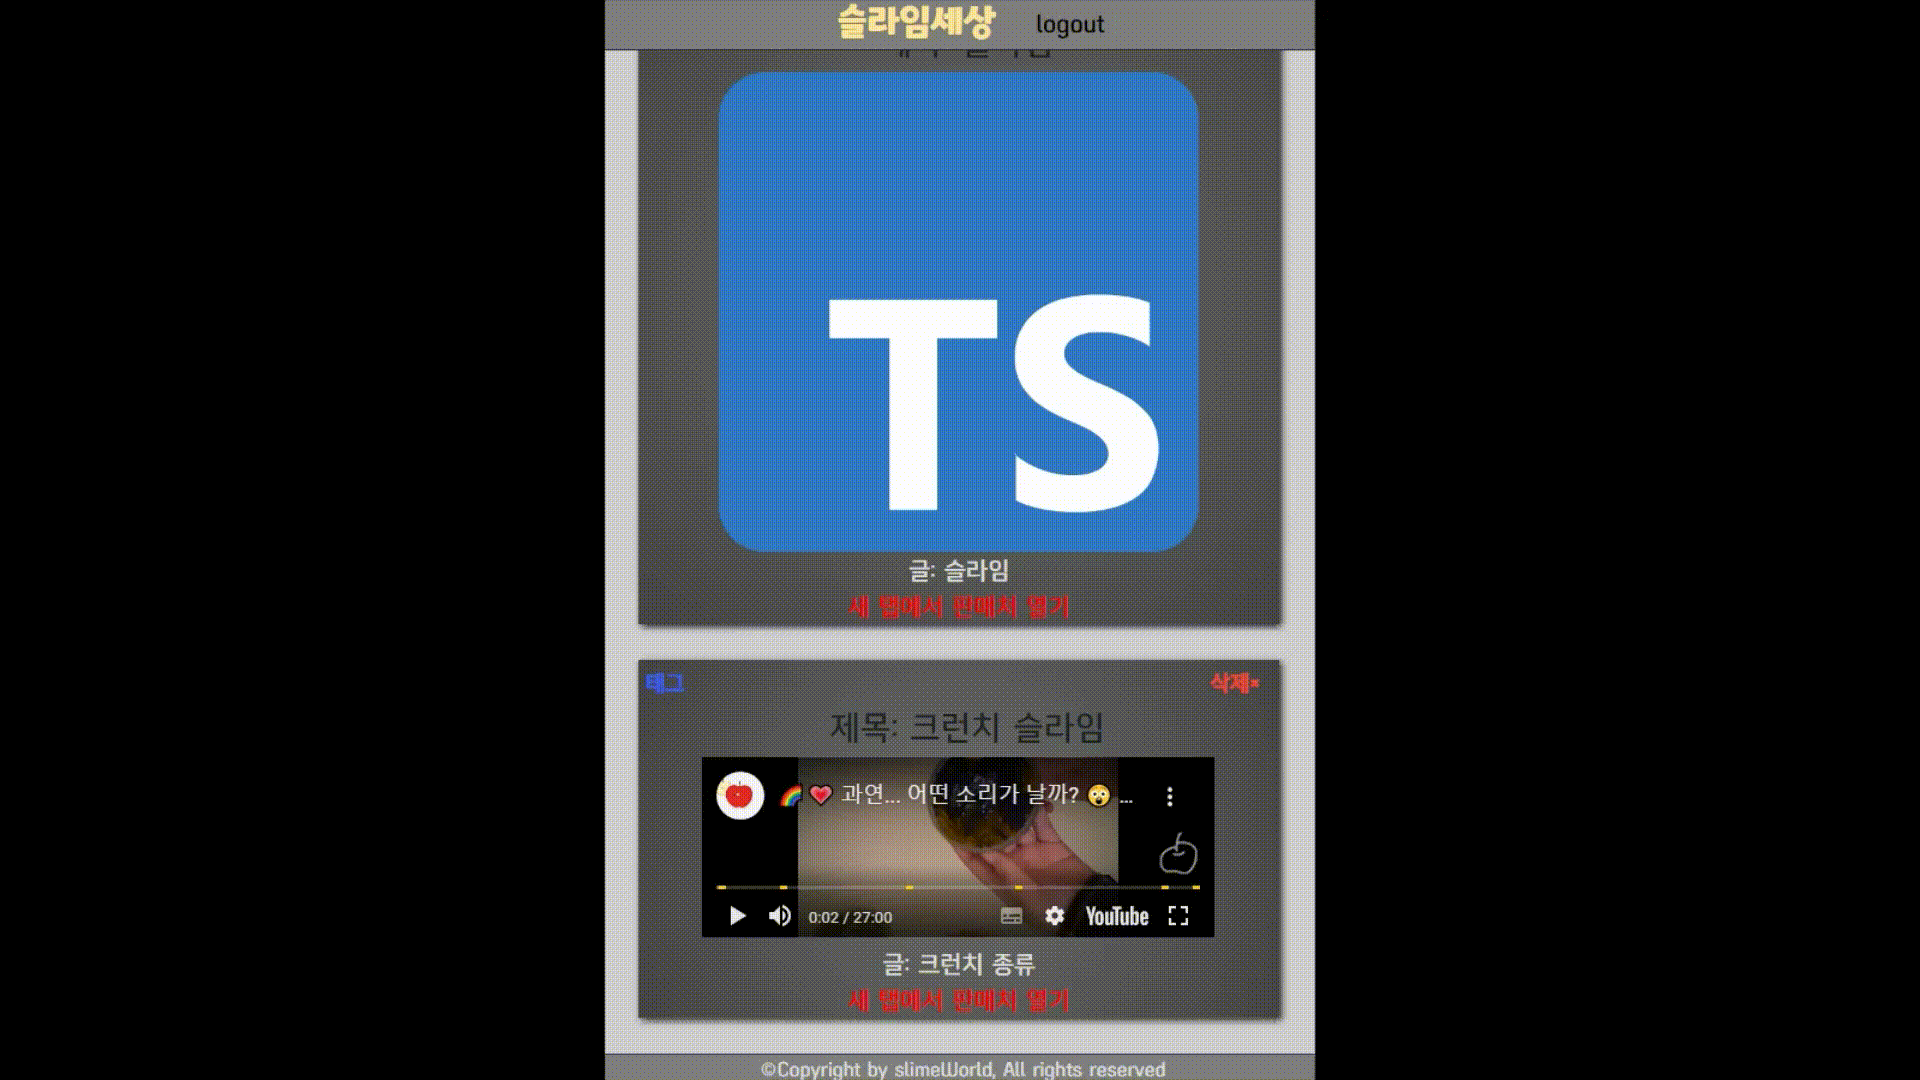 슬라임세상 logout
TS
글: 슬라임
새 탭에서 판매처 열기
태그 삭제×
제목: 크런치 슬라임
🌈❤️ 과연... 어떤 소리가 날까? 😲 ...
0:02 / 27:00 YouTube
글: 크런치 종류
새 탭에서 판매처 열기
©Copyright by slimeWorld, All rights reserved